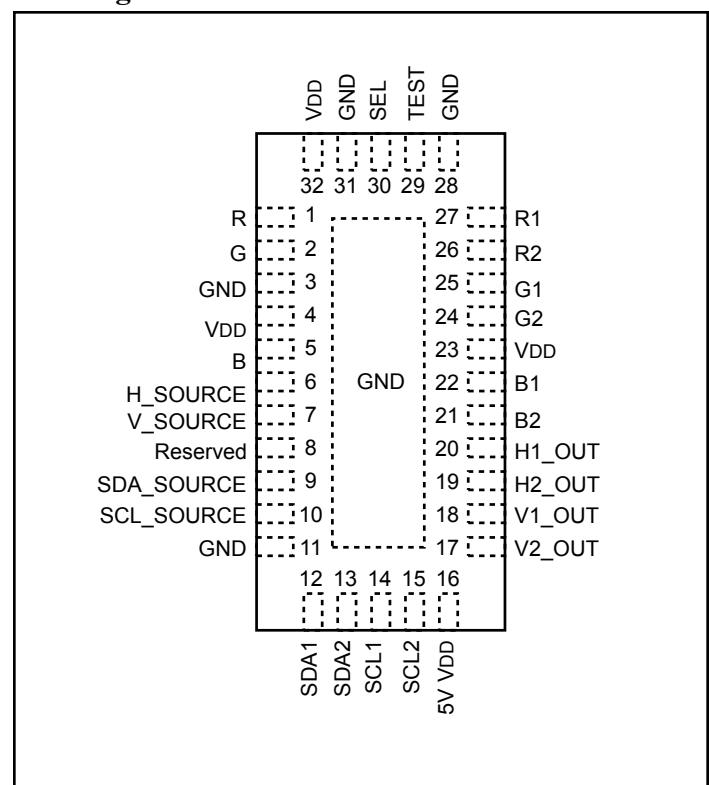 VDD GND SEL TEST GND
32 31 30 29 28
R 1 27 R1
G 2 26 R2
GND 3 25 G1
VDD 4 24 G2
B 5 23 VDD
H_SOURCE 6 GND 22 B1
V_SOURCE 7 21 B2
Reserved 8 20 H1_OUT
SDA_SOURCE 9 19 H2_OUT
SCL_SOURCE 10 18 V1_OUT
GND 11 17 V2_OUT
12 13 14 15 16
SDA1 SDA2 SCL1 SCL2 5V VDD